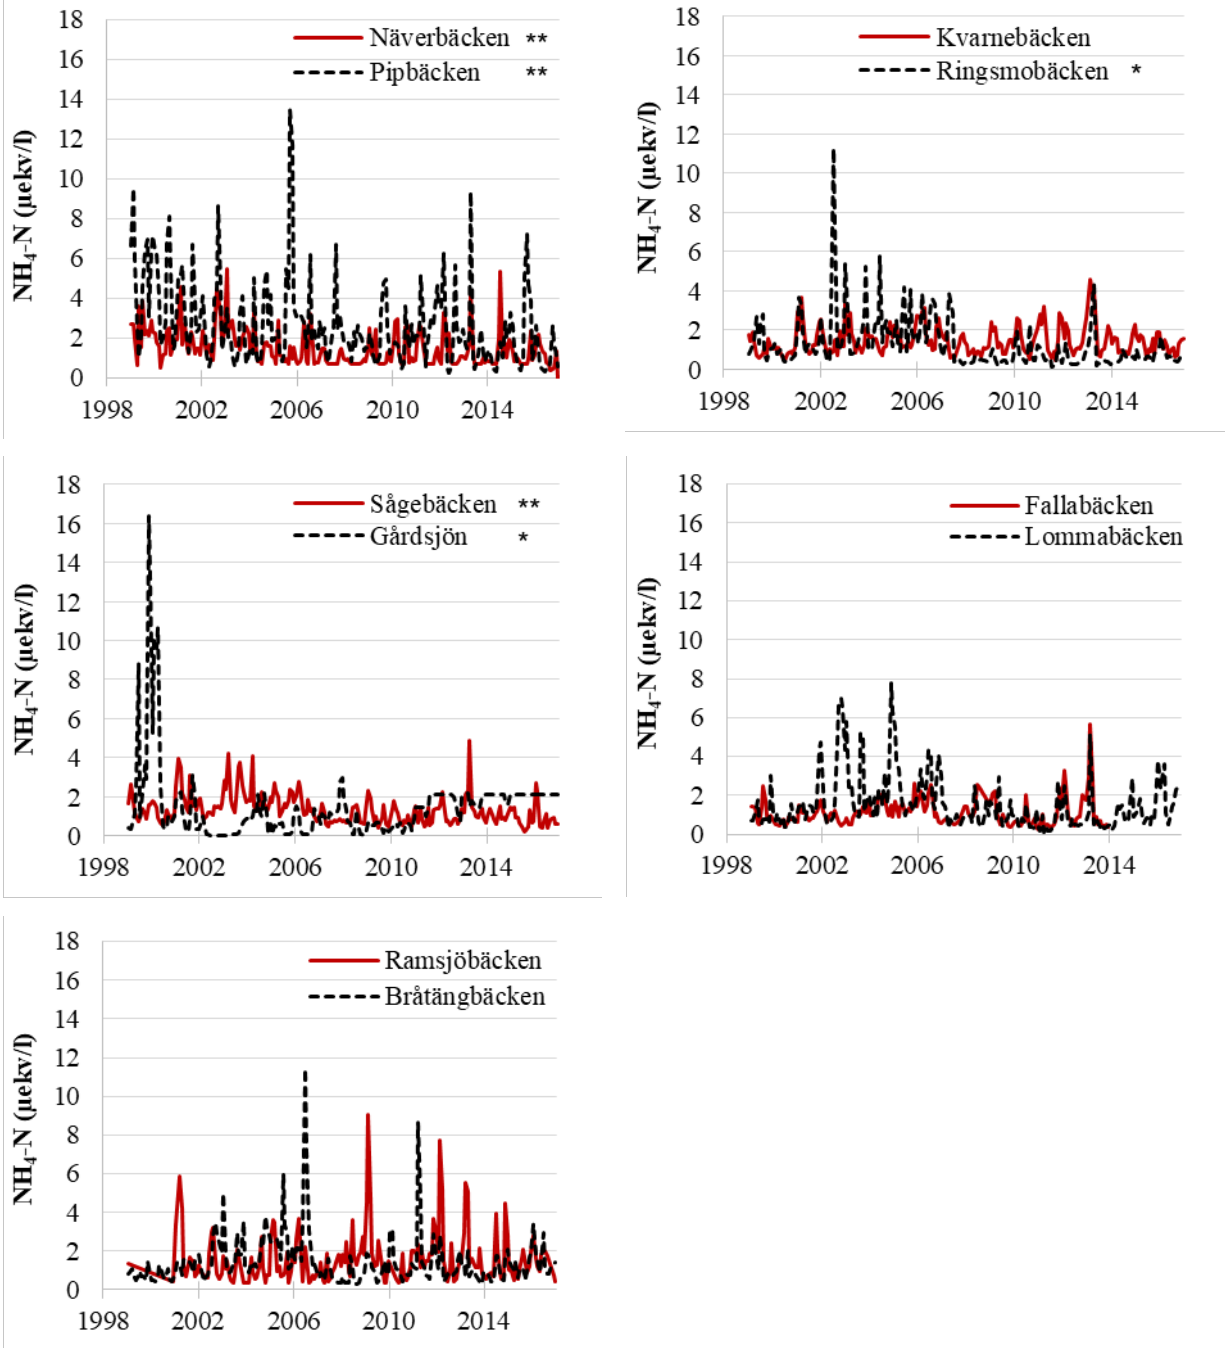 18
16
14
12
10
8
6
4
2
0
NH₄-N (µekv/l)
Näverbäcken **
Pipbäcken **
1998 2002 2006 2010 2014
18
16
14
12
10
8
6
4
2
0
NH₄-N (µekv/l)
Kvarnebäcken
Ringsmobäcken *
1998 2002 2006 2010 2014
18
16
14
12
10
8
6
4
2
0
NH₄-N (µekv/l)
Sågebäcken **
Gårdsjön *
1998 2002 2006 2010 2014
18
16
14
12
10
8
6
4
2
0
NH₄-N (µekv/l)
Fallabäcken
Lommabäcken
1998 2002 2006 2010 2014
18
16
14
12
10
8
6
4
2
0
NH₄-N (µekv/l)
Ramsjöbäcken
Bråtängbäcken
1998 2002 2006 2010 2014